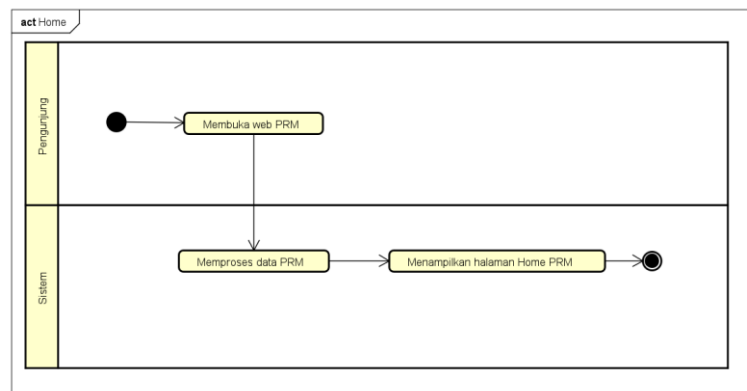 act Home
Pengunjung
Membuka web PRM
Sistem
Memproses data PRM
Menampilkan halaman Home PRM